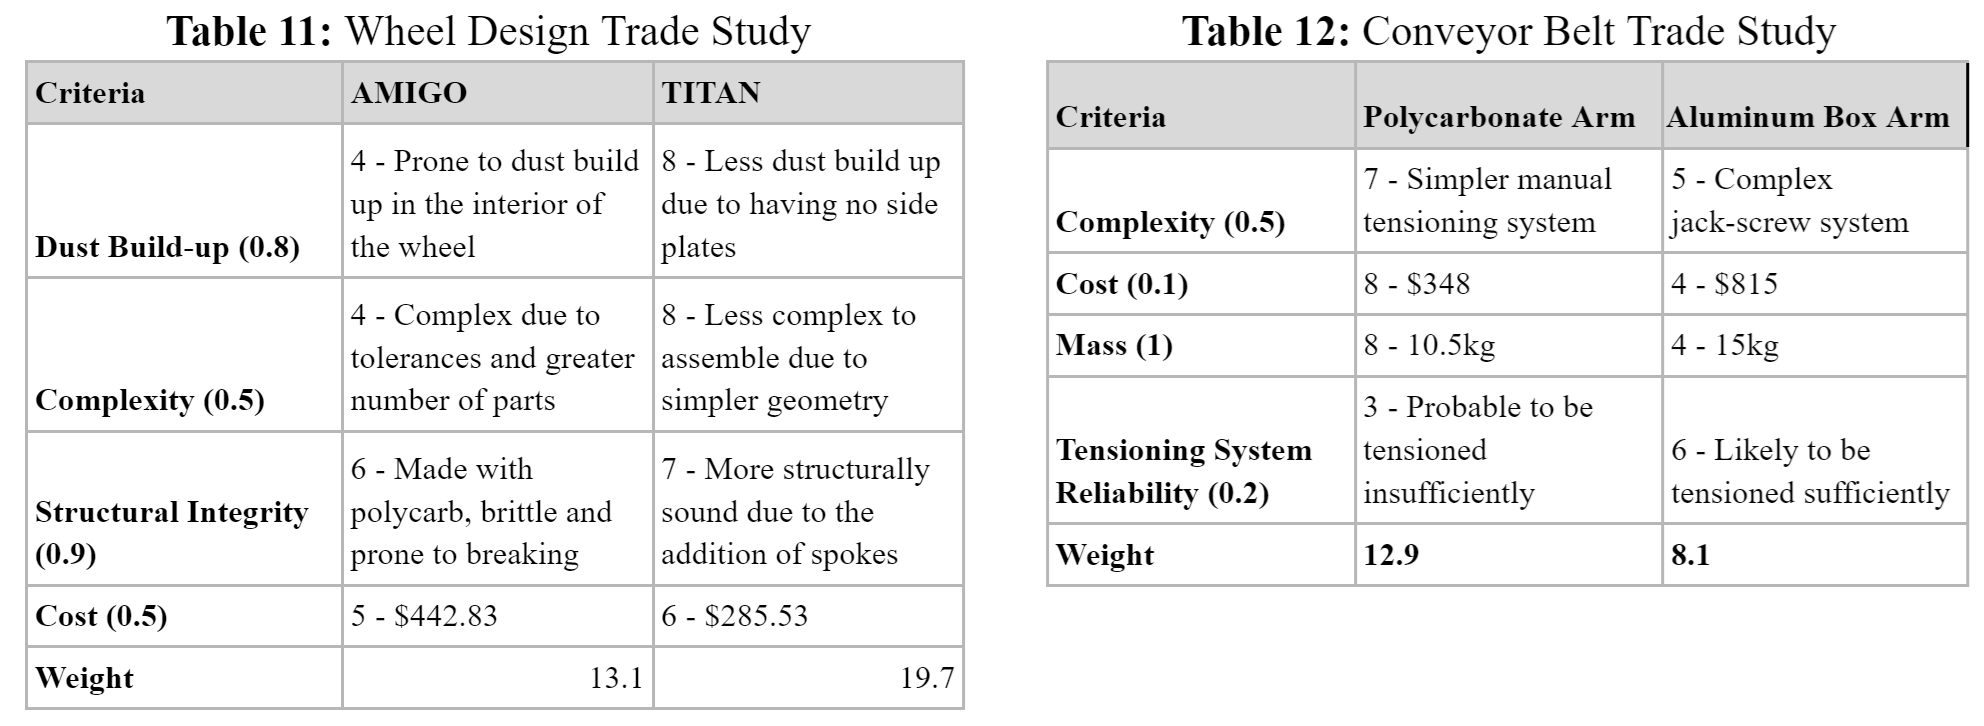 Table 11: Wheel Design Trade Study
Criteria AMIGO TITAN
Dust Build-up (0.8)
4 - Prone to dust build
up in the interior of
the wheel
8 - Less dust build up
due to having no side
plates
Complexity (0.5)
4 - Complex due to
tolerances and greater
number of parts
8 - Less complex to
assemble due to
simpler geometry
Structural Integrity
(0.9)
6 - Made with
polycarb, brittle and
prone to breaking
7 - More structurally
sound due to the
addition of spokes
Cost (0.5) 5 - $442.83 6 - $285.53
Weight 13.1 19.7
Table 12: Conveyor Belt Trade Study
Criteria Polycarbonate Arm Aluminum Box Arm
Complexity (0.5)
7 - Simpler manual
tensioning system
5 - Complex
jack-screw system
Cost (0.1) 8 - $348 4 - $815
Mass (1) 8 - 10.5kg 4 - 15kg
Tensioning System
Reliability (0.2)
3 - Probable to be
tensioned
insufficiently
6 - Likely to be
tensioned sufficiently
Weight 12.9 8.1